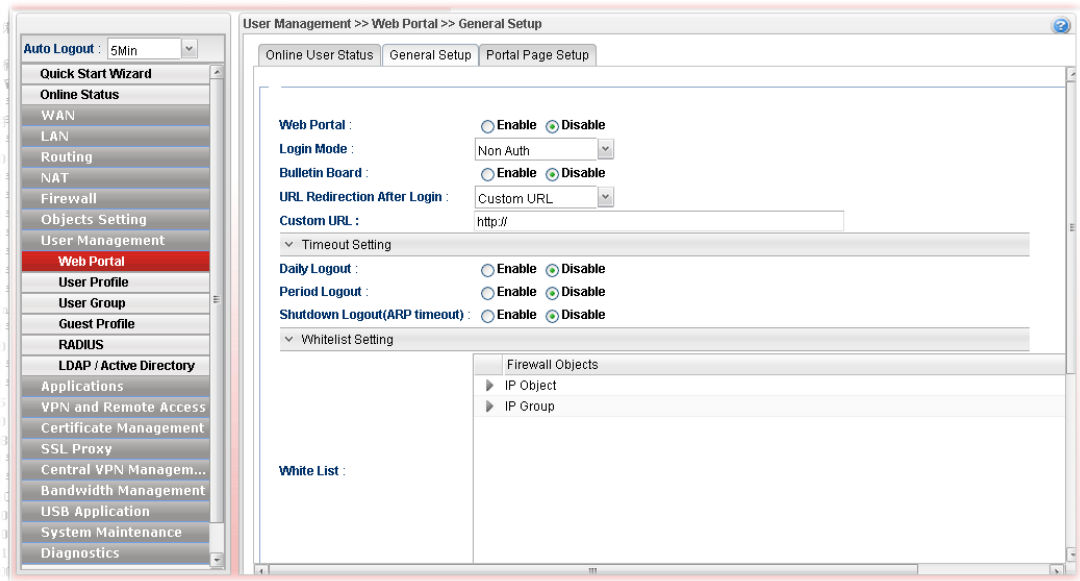 User Management >> Web Portal >> General Setup
Auto Logout : 5Min
Quick Start Wizard
Online Status
WAN
LAN
Routing
NAT
Firewall
Objects Setting
User Management
Web Portal
User Profile
User Group
Guest Profile
RADIUS
LDAP / Active Directory
Applications
VPN and Remote Access
Certificate Management
SSL Proxy
Central VPN Managem...
Bandwidth Management
USB Application
System Maintenance
Diagnostics
Online User Status General Setup Portal Page Setup
Web Portal : Enable Disable
Login Mode : Non Auth
Bulletin Board : Enable Disable
URL Redirection After Login : Custom URL
Custom URL : http://
Timeout Setting
Daily Logout : Enable Disable
Period Logout : Enable Disable
Shutdown Logout(ARP timeout) : Enable Disable
Whitelist Setting
Firewall Objects
IP Object
IP Group
White List :